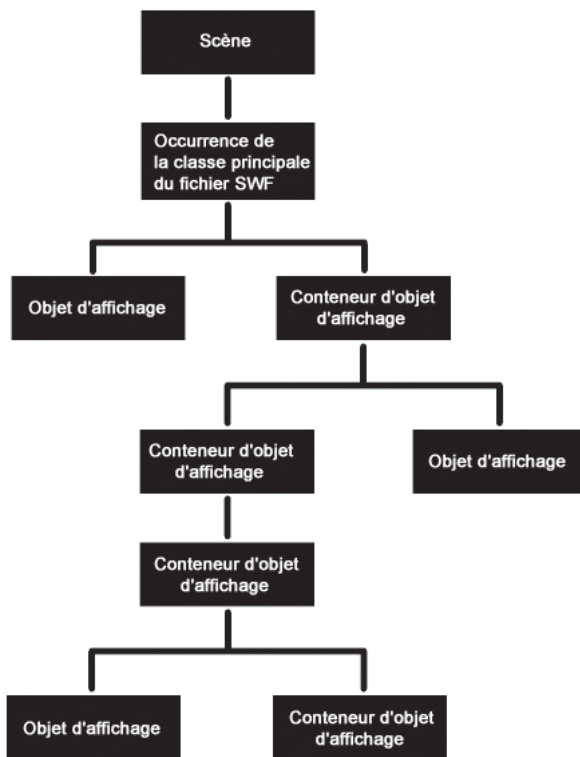 Scène
Occurrence de
la classe principale
du fichier SWF
Objet d'affichage
Conteneur d'objet
d'affichage
Conteneur d'objet
d'affichage
Objet d'affichage
Conteneur d'objet
d'affichage
Objet d'affichage
Conteneur d'objet
d'affichage